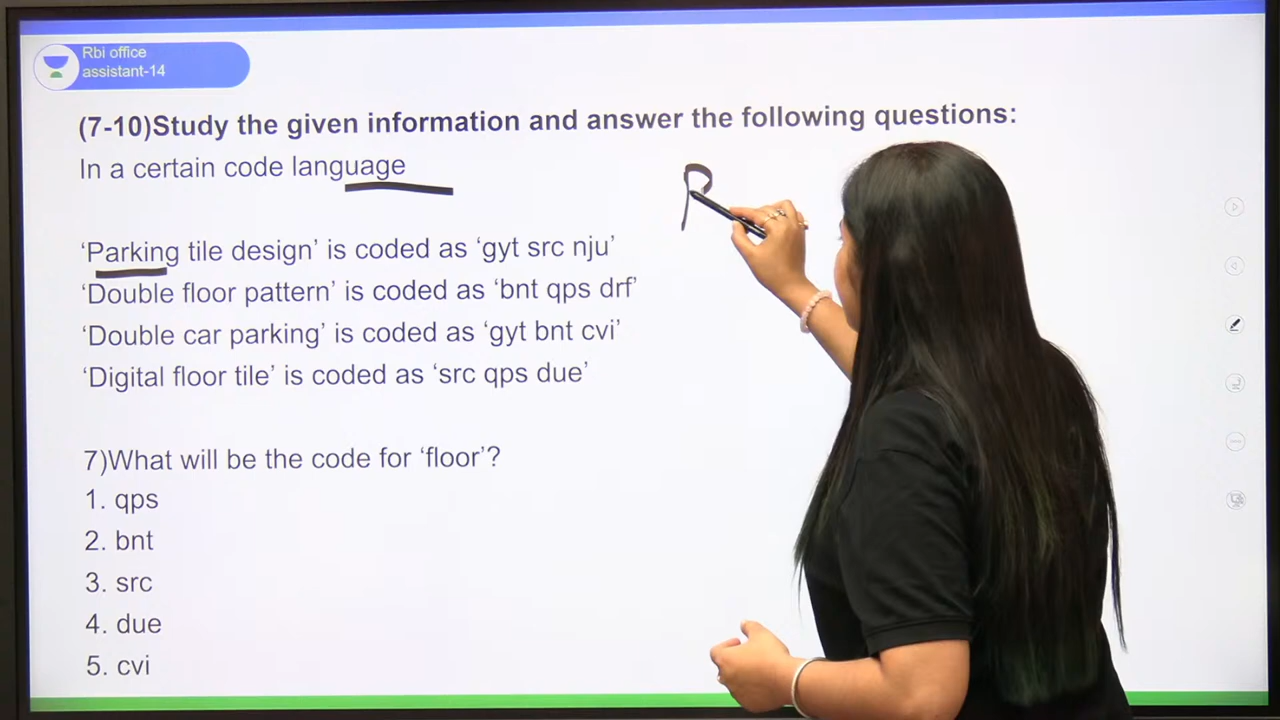 Rbi office
assistant-14
(7-10)Study the given information and answer the following questions:
In a certain code language
‘Parking tile design’ is coded as ‘gyt src nju’
‘Double floor pattern’ is coded as ‘bnt qps drf’
‘Double car parking’ is coded as ‘gyt bnt cvi’
‘Digital floor tile’ is coded as ‘src qps due’
7)What will be the code for ‘floor’?
1. qps
2. bnt
3. src
4. due
5. cvi
P